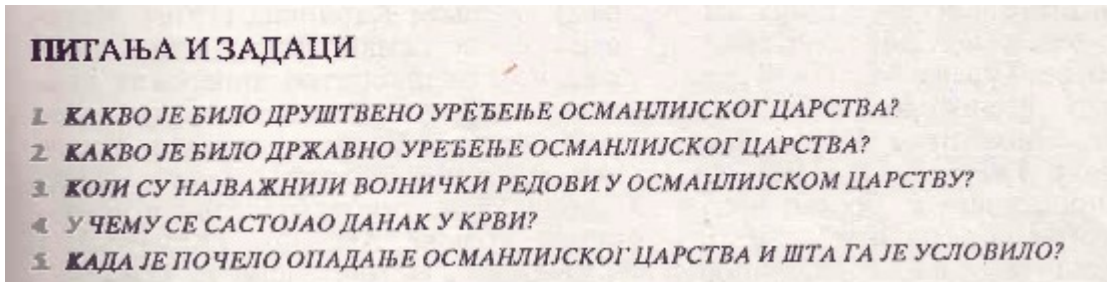 ПИТАЊА И ЗАДАЦИ
1. КАКВО ЈЕ БИЛО ДРУШТВЕНО УРЕЂЕЊЕ ОСМАНЛИЈСКОГ ЦАРСТВА?
2. КАКВО ЈЕ БИЛО ДРЖАВНО УРЕЂЕЊЕ ОСМАНЛИЈСКОГ ЦАРСТВА?
3. КОЈИ СУ НАЈВАЖНИЈИ ВОЈНИЧКИ РЕДОВИ У ОСМАНЛИЈСКОМ ЦАРСТВУ?
4. У ЧЕМУ СЕ САСТОЈАО ДАНАК У КРВИ?
5. КАДА ЈЕ ПОЧЕЛО ОПАДАЊЕ ОСМАНЛИЈСКОГ ЦАРСТВА И ШТА ГА ЈЕ УСЛОВИЛО?